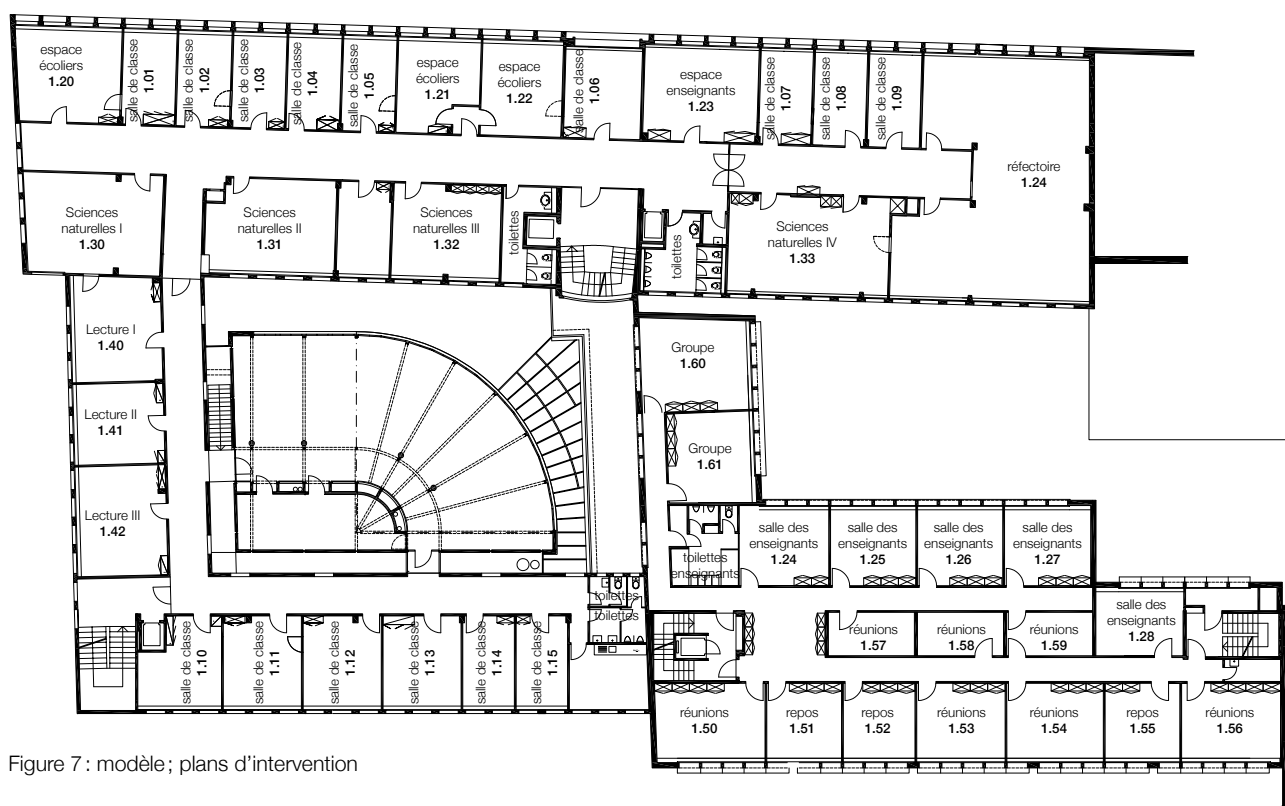 espace
écoliers
1.20
salle de classe
1.01
salle de classe
1.02
salle de classe
1.03
salle de classe
1.04
salle de classe
1.05
espace
écoliers
1.21
espace
écoliers
1.22
salle de classe
1.06
espace
enseignants
1.23
salle de classe
1.07
salle de classe
1.08
salle de classe
1.09
réfectoire
1.24
Sciences
naturelles I
1.30
Sciences
naturelles II
1.31
Sciences
naturelles III
1.32
toilettes
toilettes
Sciences
naturelles IV
1.33
Lecture I
1.40
Lecture II
1.41
Lecture III
1.42
Groupe
1.60
Groupe
1.61
toilettes
enseignants
salle des
enseignants
1.24
salle des
enseignants
1.25
salle des
enseignants
1.26
salle des
enseignants
1.27
salle des
enseignants
1.28
toilettes
toilettes
réunions
1.57
réunions
1.58
réunions
1.59
salle de classe
1.10
salle de classe
1.11
salle de classe
1.12
salle de classe
1.13
salle de classe
1.14
salle de classe
1.15
réunions
1.50
repos
1.51
repos
1.52
réunions
1.53
réunions
1.54
repos
1.55
réunions
1.56
Figure 7 : modèle ; plans d'intervention